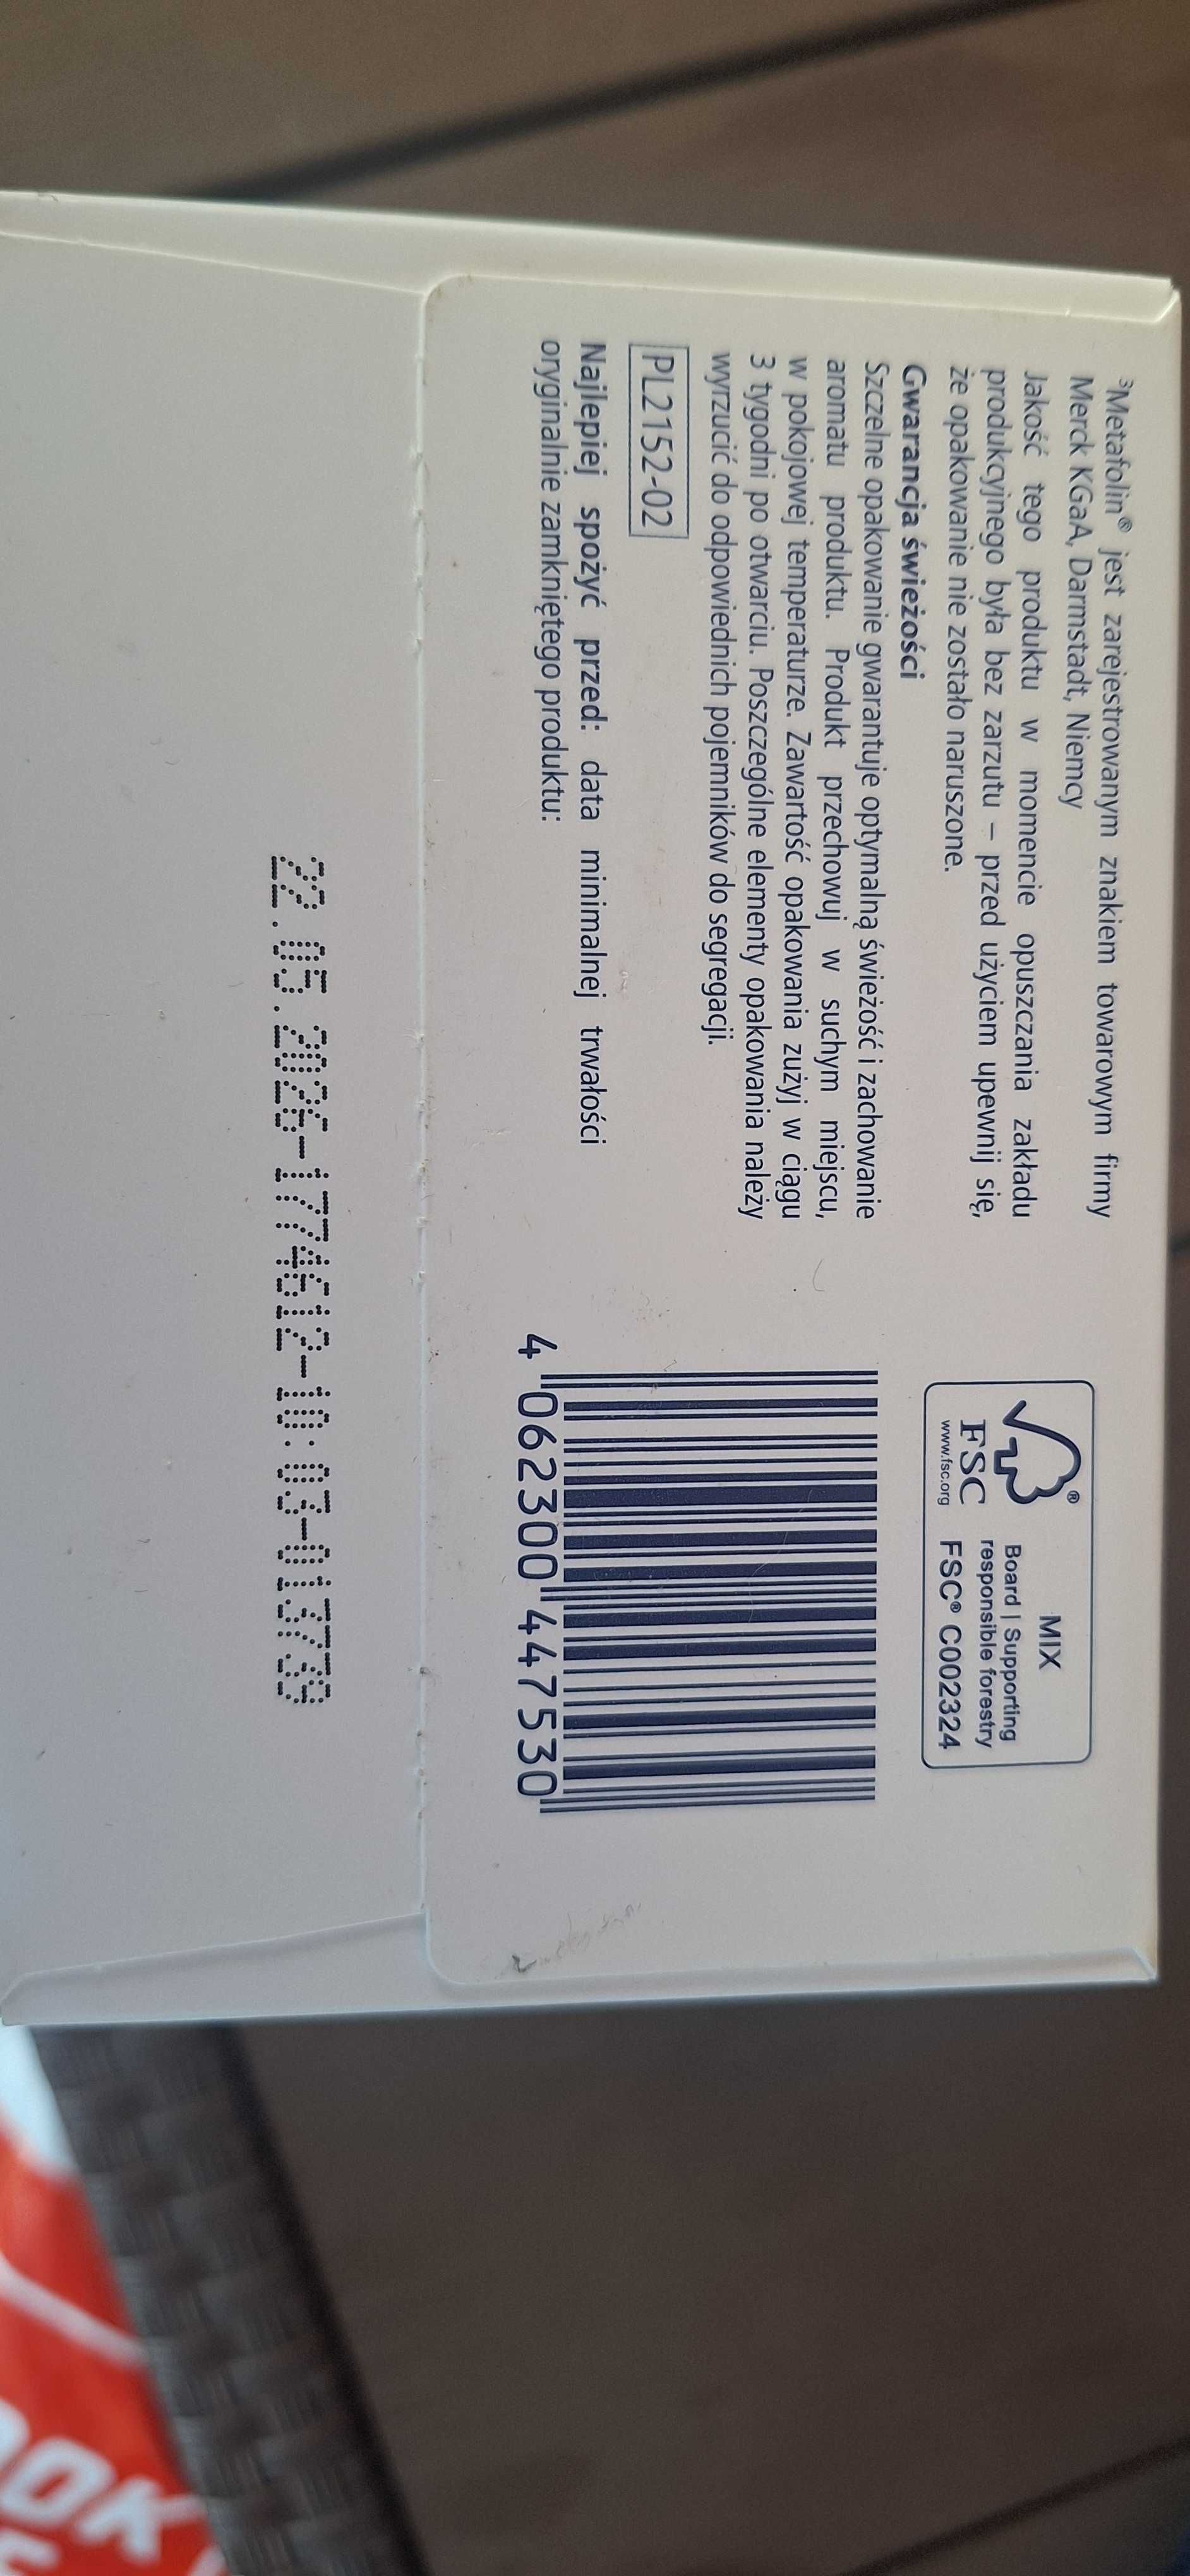 ³Metafolin® jest zarejestrowanym znakiem towarowym firmy
Merck KGaA, Darmstadt, Niemcy
Jakość tego produktu w momencie opuszczania zakładu
produkcyjnego była bez zarzutu – przed użyciem upewnij się,
że opakowanie nie zostało naruszone.
Gwarancja świeżości
Szczelne opakowanie gwarantuje optymalną świeżość i zachowanie
aromatu produktu. Produkt przechowuj w suchym miejscu,
w pokojowej temperaturze. Zawartość opakowania zużyj w ciągu
3 tygodni po otwarciu. Poszczególne elementy opakowania należy
wyrzucić do odpowiednich pojemników do segregacji.
PL2152-02
Najlepiej spożyć przed: data minimalnej trwałości
oryginalnie zamkniętego produktu:
MIX
Board | Supporting
responsible forestry
FSC® C002324
FSC
www.fsc.org
4 062300 447530
22.05.2026-1774612-10:03-01373